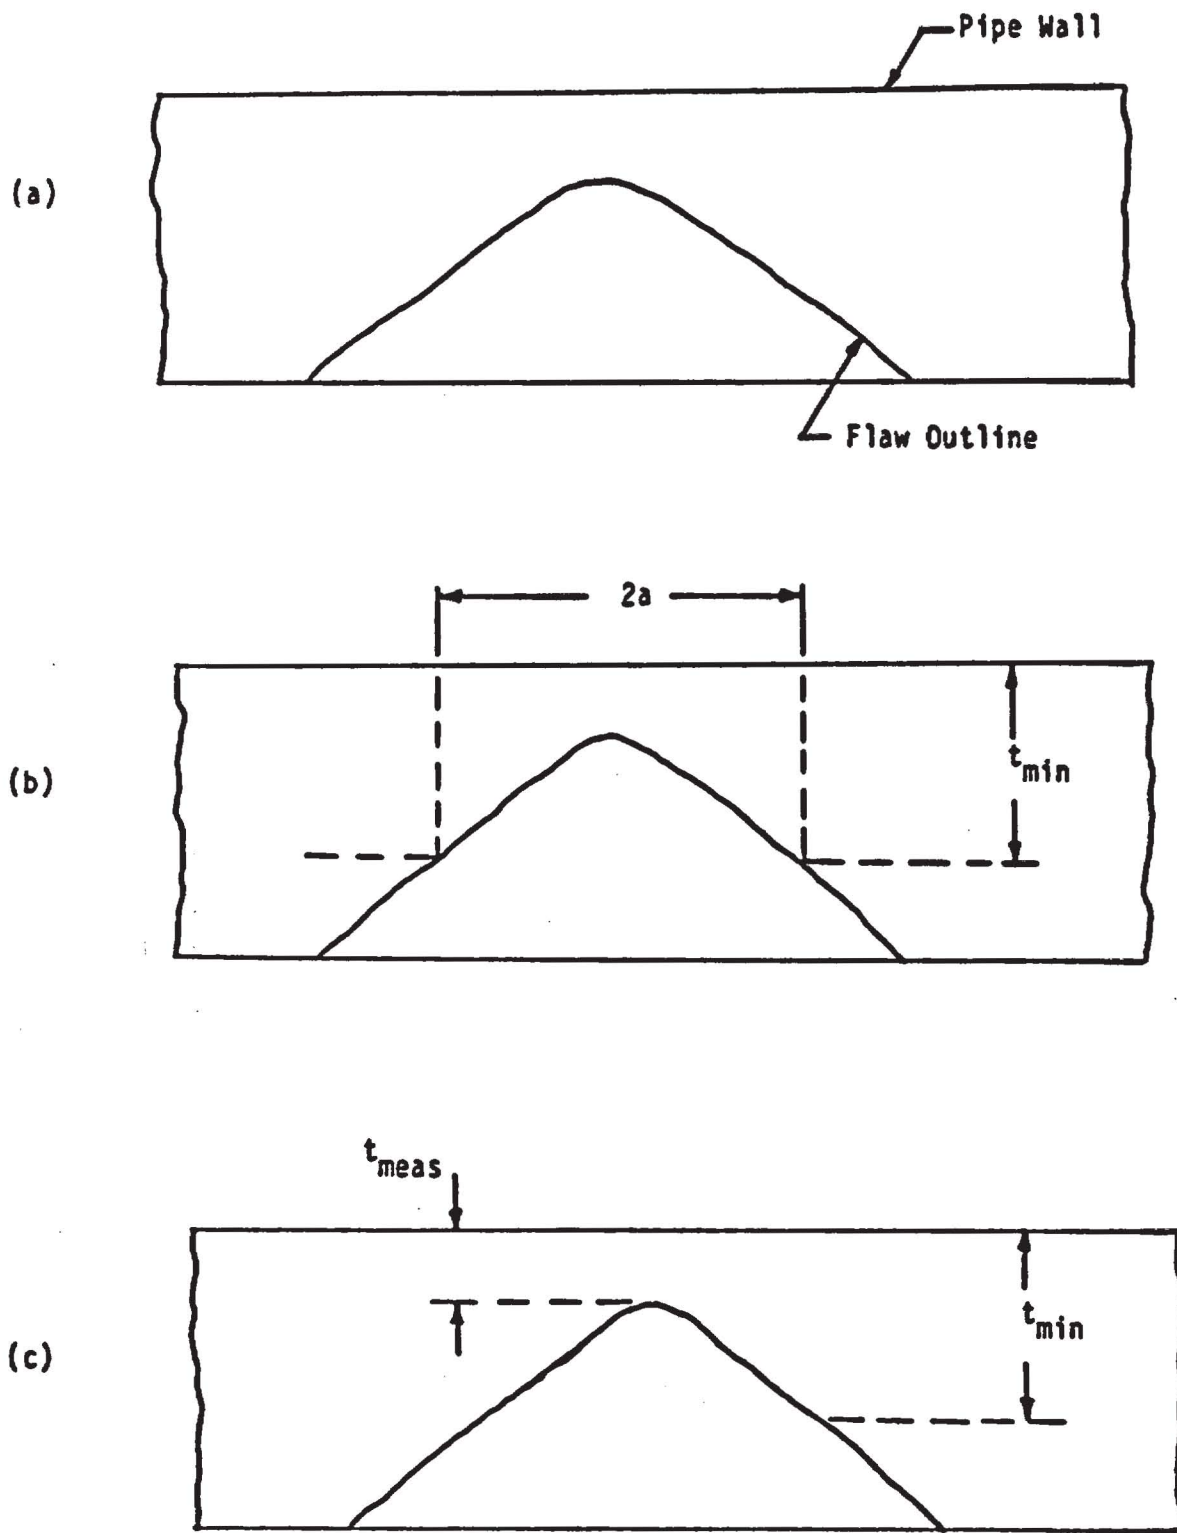 Pipe Wall
(a)
Flaw Outline
2a
(b)
tmin
tmeas
tmin
(c)